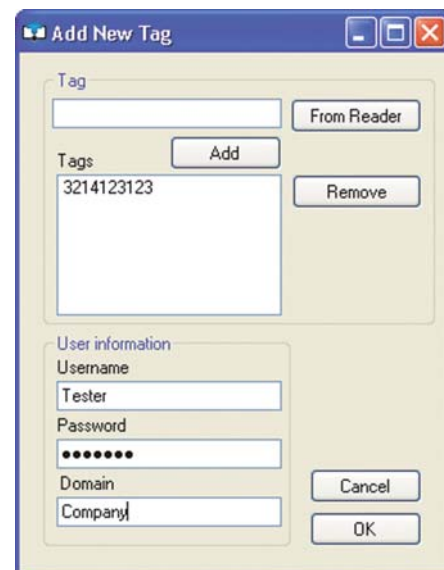 Add New Tag
Tag
From Reader
Add
Tags
3214123123
Remove
User information
Username
Tester
Password
•••••••
Domain
Company
Cancel
OK